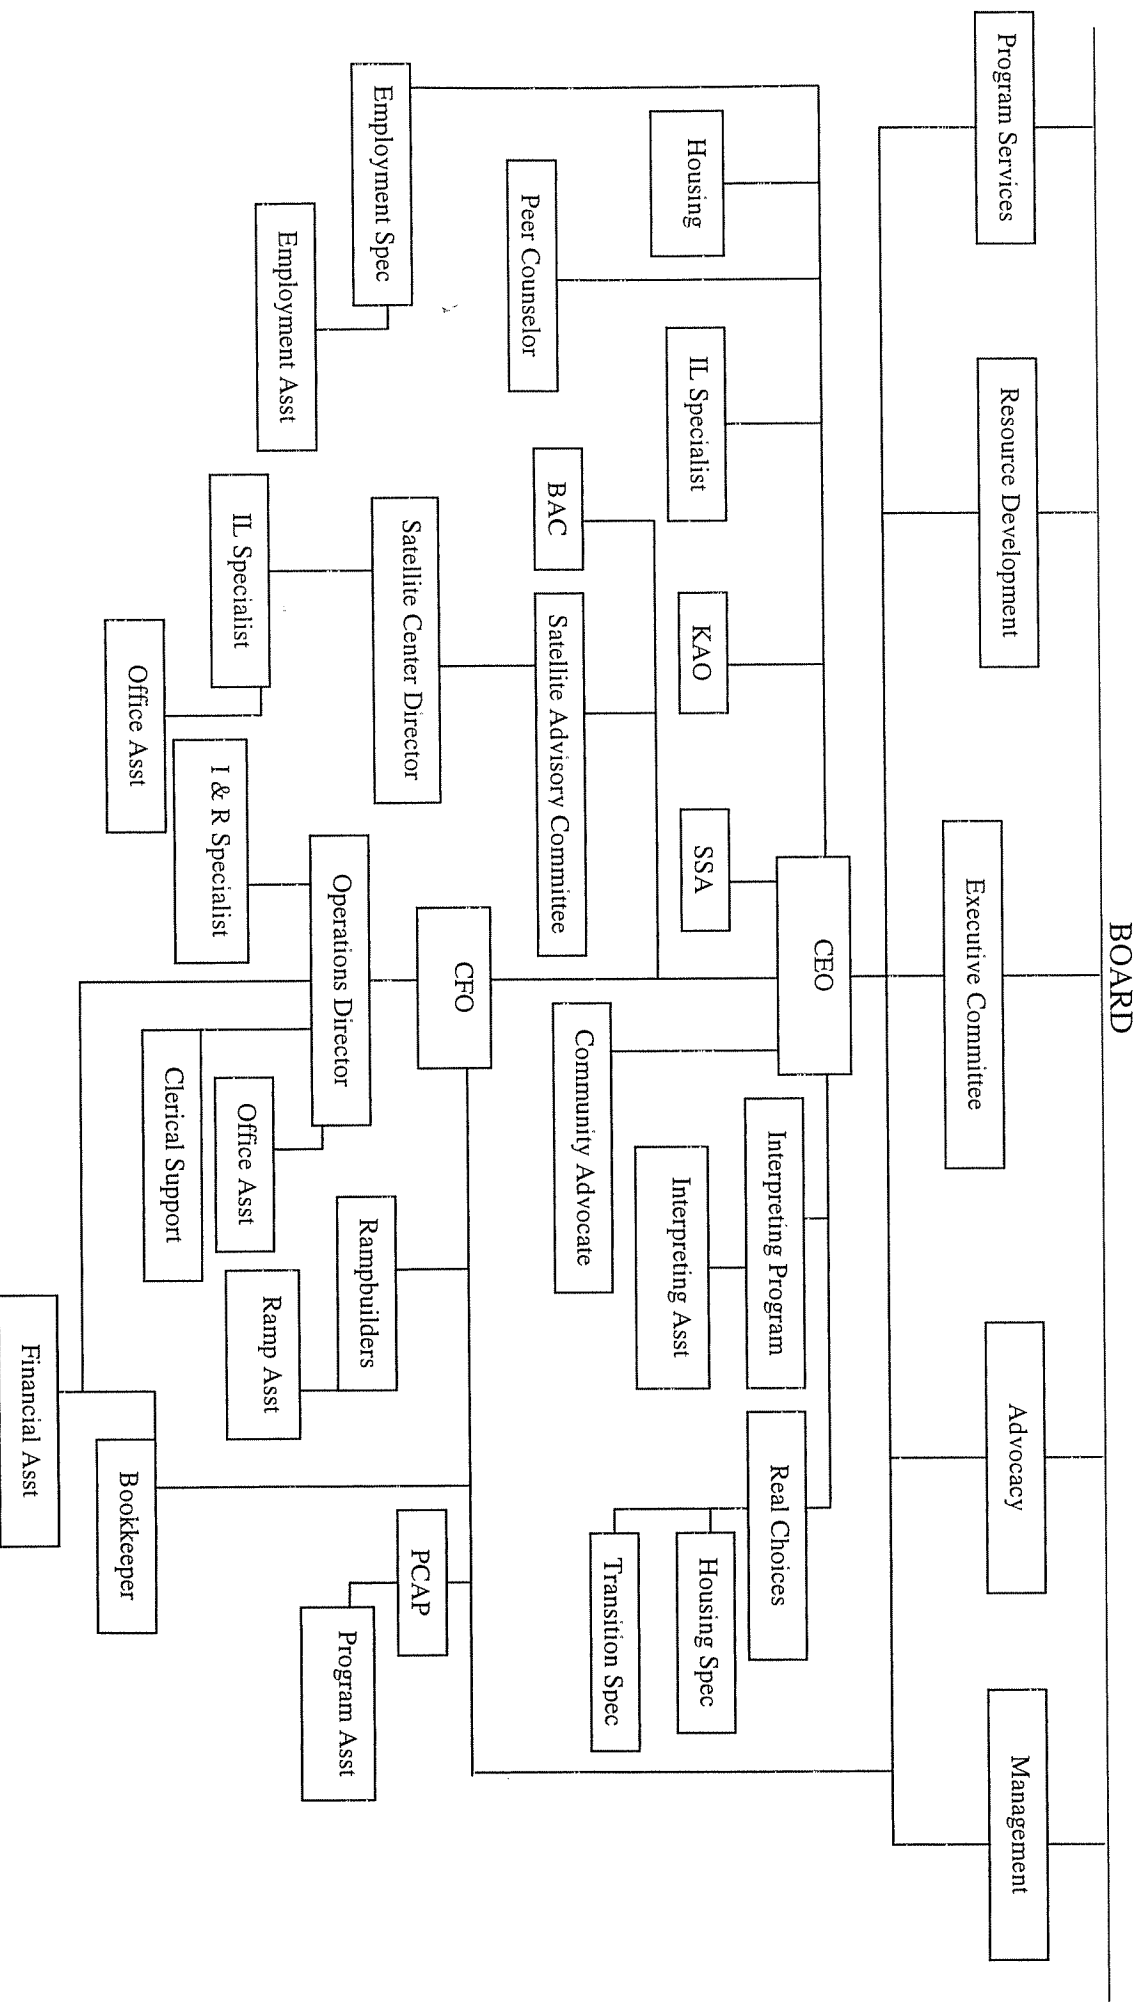 BOARD
Program Services
Resource Development
Executive Committee
Advocacy
Management
CEO
Housing
IL Specialist
KAO
SSA
Interpreting Program
Real Choices
Peer Counselor
BAC
Satellite Advisory Committee
Community Advocate
Interpreting Asst
Housing Spec
Transition Spec
Employment Spec
Employment Asst
Satellite Center Director
IL Specialist
Office Asst
CFO
Operations Director
I & R Specialist
Office Asst
Clerical Support
Rampbuilders
Ramp Asst
PCAP
Program Asst
Bookkeeper
Financial Asst